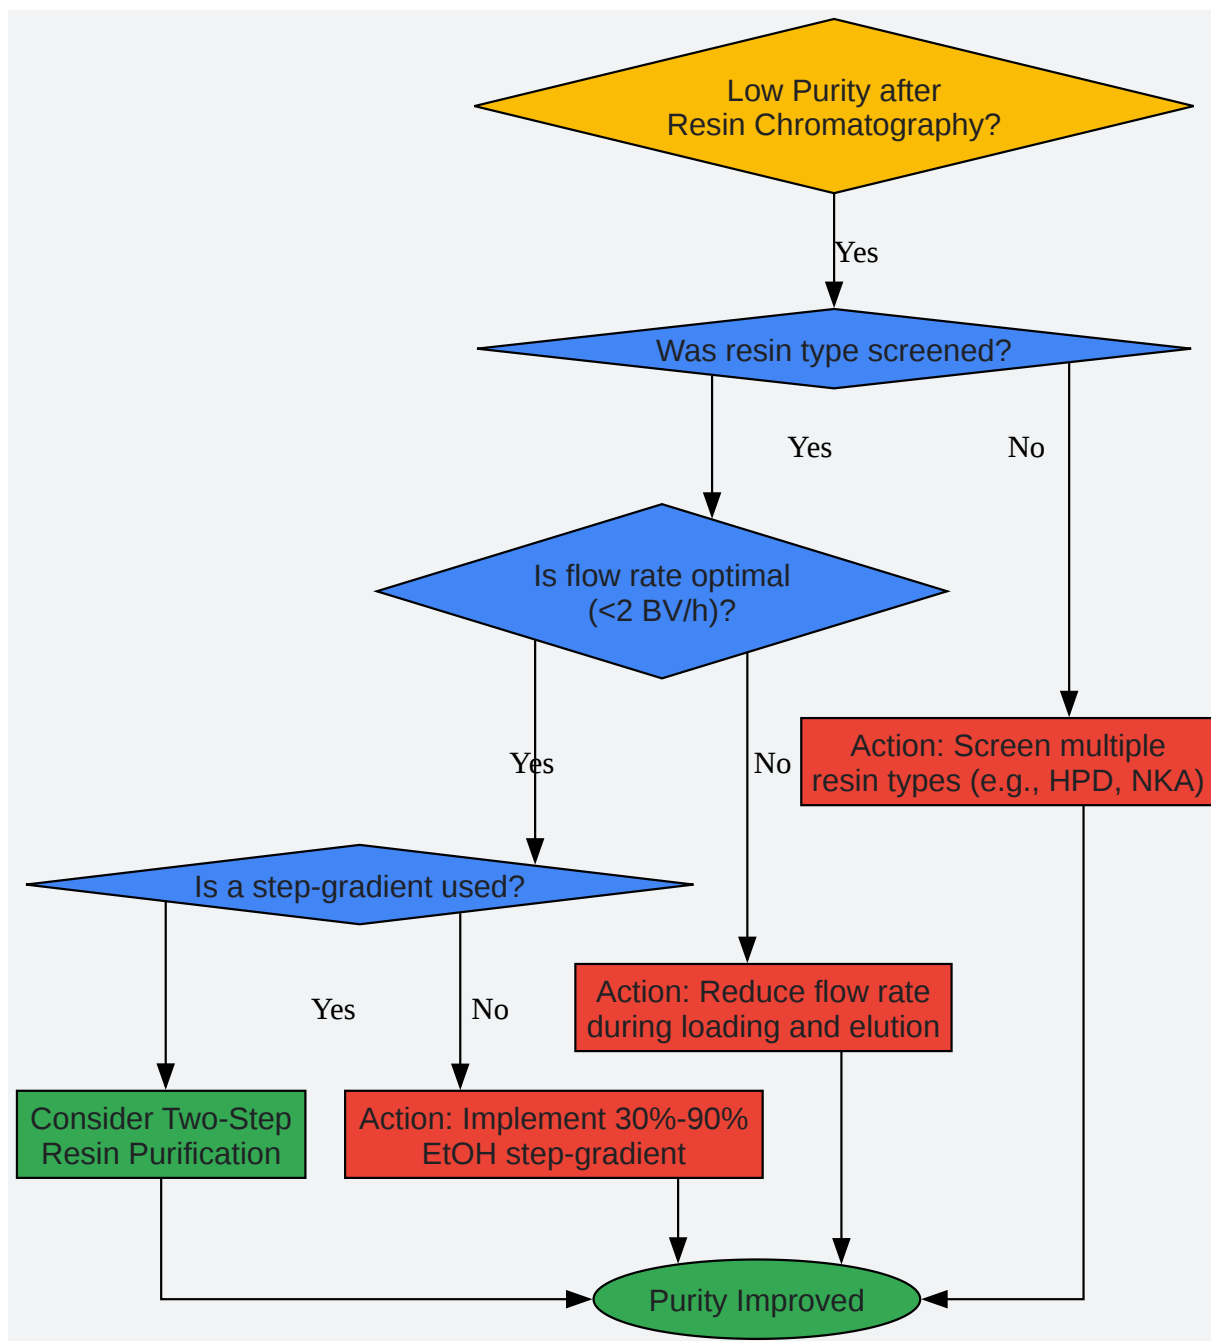 Low Purity after
Resin Chromatography?
Yes
Was resin type screened?
Yes
No
Is flow rate optimal
(<2 BV/h)?
Yes
No
Action: Screen multiple
resin types (e.g., HPD, NKA)
Is a step-gradient used?
Yes
No
Action: Reduce flow rate
during loading and elution
Consider Two-Step
Resin Purification
Action: Implement 30%-90%
EtOH step-gradient
Purity Improved